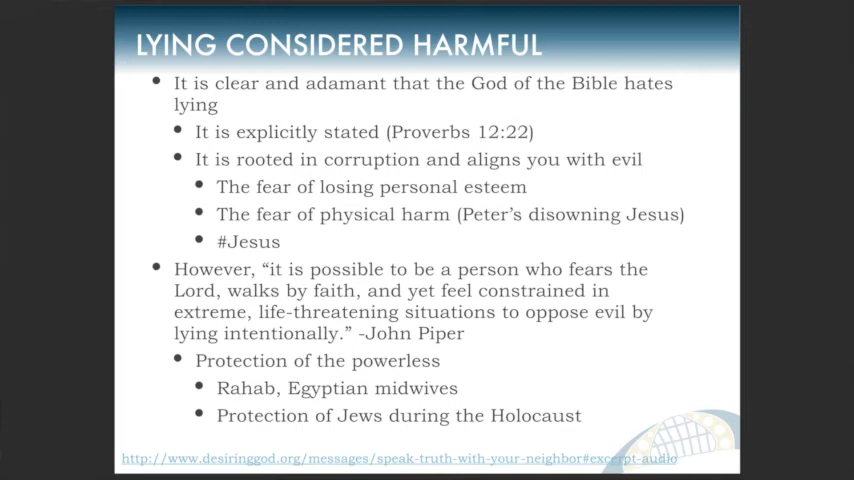 LYING CONSIDERED HARMFUL
• It is clear and adamant that the God of the Bible hates
lying
• It is explicitly stated (Proverbs 12:22)
• It is rooted in corruption and aligns you with evil
• The fear of losing personal esteem
• The fear of physical harm (Peter’s disowning Jesus)
• #Jesus
• However, “it is possible to be a person who fears the
Lord, walks by faith, and yet feel constrained in
extreme, life-threatening situations to oppose evil by
lying intentionally.” -John Piper
• Protection of the powerless
• Rahab, Egyptian midwives
• Protection of Jews during the Holocaust
http://www.desiringgod.org/messages/speak-truth-with-your-neighbor#excerpt-audio